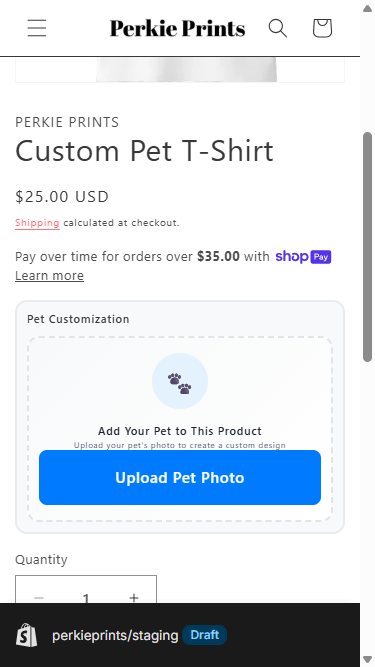 Perkie Prints
PERKIE PRINTS
Custom Pet T-Shirt
$25.00 USD
Shipping calculated at checkout.
Pay over time for orders over $35.00 with shop Pay
Learn more
Pet Customization
Add Your Pet to This Product
Upload your pet's photo to create a custom design
Upload Pet Photo
Quantity
− 1 +
perkieprints/staging Draft